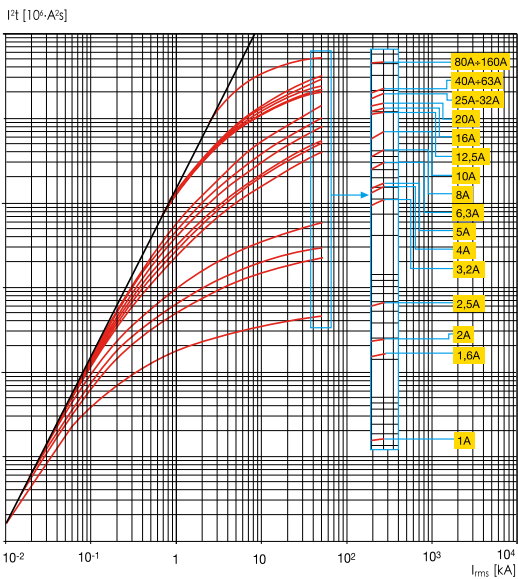 I²t [10⁶·A²s]
80A÷160A
40A÷63A
25A-32A
20A
16A
12,5A
10A
8A
6,3A
5A
4A
3,2A
2,5A
2A
1,6A
1A
10⁻² 10⁻¹ 1 10 10² 10³ 10⁴
Iᵣₘₛ [kA]